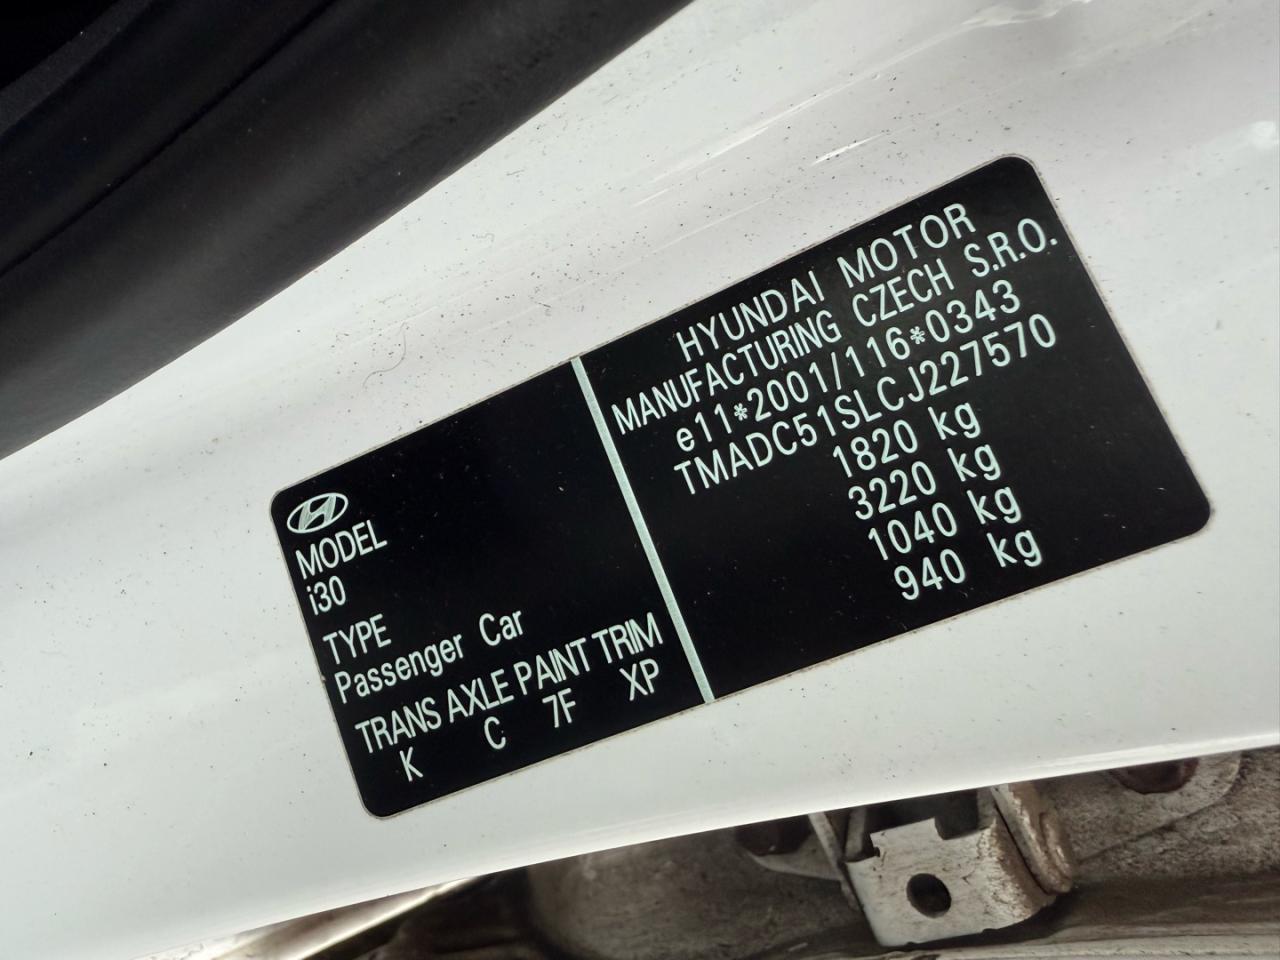 MODEL
i30
TYPE
Passenger Car
TRANS AXLE PAINT TRIM
K C 7F XP
HYUNDAI MOTOR
MANUFACTURING CZECH S.R.O.
e11*2001/116*0343
TMADC51SLCJ227570
1820 kg
3220 kg
1040 kg
940 kg